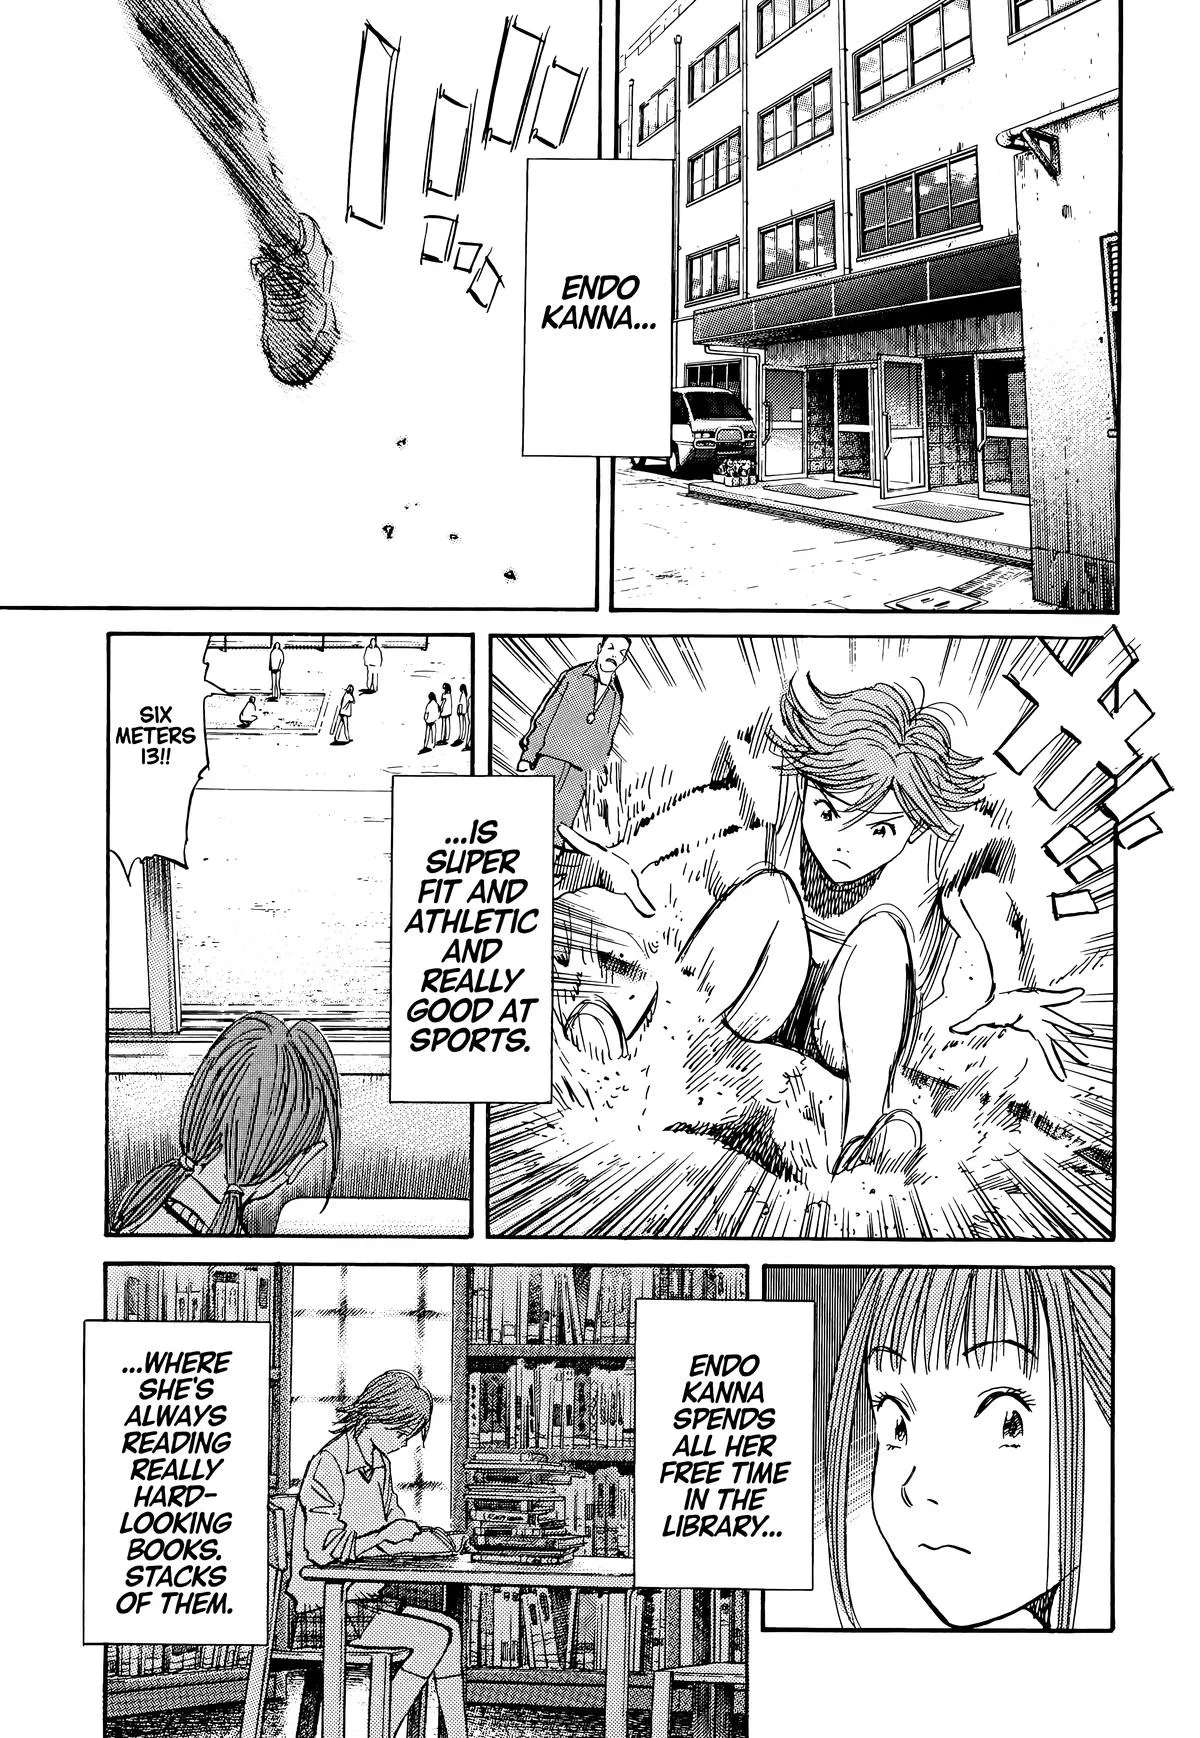 ENDO
KANNA...
...IS
SUPER
FIT AND
ATHLETIC
AND
REALLY
GOOD AT
SPORTS.
SIX
METERS
13!!
ENDO
KANNA
SPENDS
ALL HER
FREE TIME
IN THE
LIBRARY...
...WHERE
SHE'S
ALWAYS
READING
REALLY
HARD-
LOOKING
BOOKS.
STACKS
OF THEM.